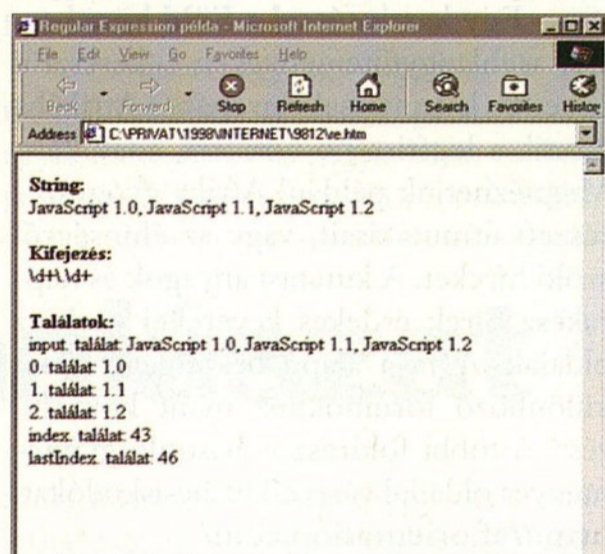 Regular Expression példa - Microsoft Internet Explorer
File Edit View Go Favorites Help
Back Forward Stop Refresh Home Search Favorites Histor
Address C:\PRIVAT\1998\INTERNET\9812\re.htm
String:
JavaScript 1.0, JavaScript 1.1, JavaScript 1.2
Kifejezés:
\d+\.\d+
Találatok:
input. találat: JavaScript 1.0, JavaScript 1.1, JavaScript 1.2
0. találat: 1.0
1. találat: 1.1
2. találat: 1.2
index. találat: 43
lastIndex. találat: 46